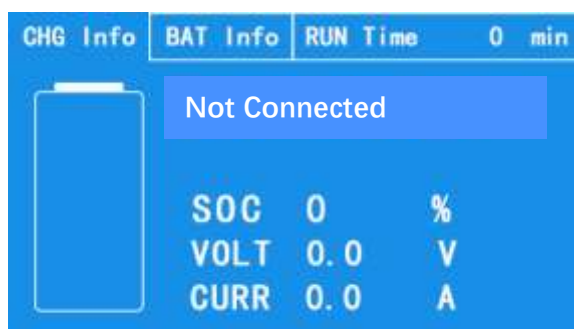 CHG Info BAT Info RUN Time 0 min
Not Connected
SOC 0 %
VOLT 0.0 V
CURR 0.0 A